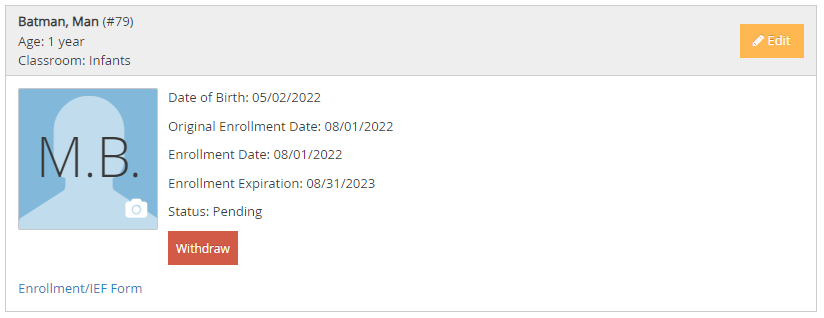 Batman, Man (#79)
Age: 1 year
Classroom: Infants
Edit
M.B.
Date of Birth: 05/02/2022
Original Enrollment Date: 08/01/2022
Enrollment Date: 08/01/2022
Enrollment Expiration: 08/31/2023
Status: Pending
Withdraw
Enrollment/IEF Form